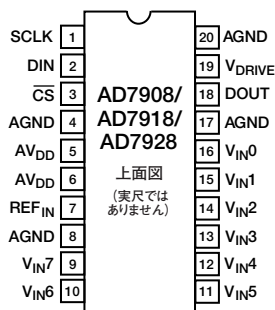 SCLK 1
DIN 2
CS 3
AGND 4
AVDD 5
AVDD 6
REFIN 7
AGND 8
VIN7 9
VIN6 10
AD7908/
AD7918/
AD7928
上面図
(実尺では
ありません)
20 AGND
19 VDRIVE
18 DOUT
17 AGND
16 VIN0
15 VIN1
14 VIN2
13 VIN3
12 VIN4
11 VIN5